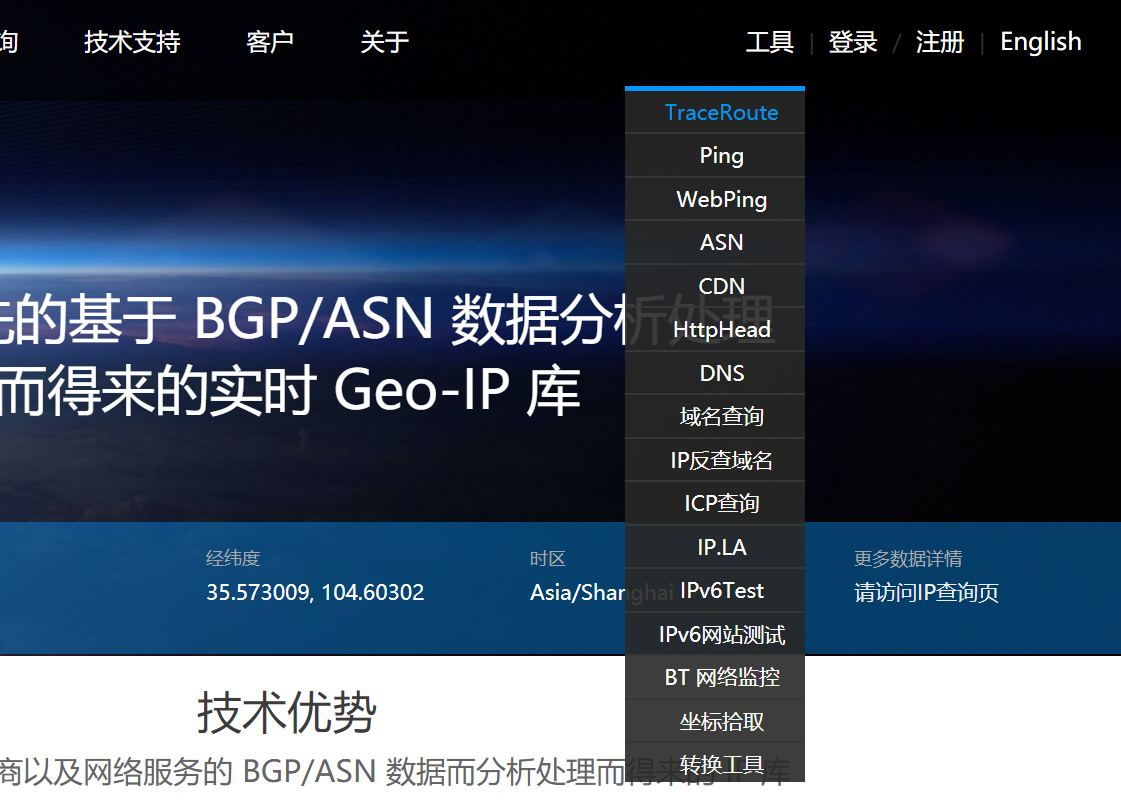 询 技术支持 客户 关于 工具 | 登录 / 注册 | English
TraceRoute
Ping
WebPing
ASN
CDN
先的基于 BGP/ASN 数据分析处理
HttpHead
而得来的实时 Geo-IP 库
DNS
域名查询
IP反查域名
ICP查询
IP.LA
经纬度 时区 更多数据详情
35.573009, 104.60302 Asia/Shanghai 请访问IP查询页
IPv6Test
IPv6网站测试
BT 网络监控
技术优势
坐标拾取
转换工具
商以及网络服务的 BGP/ASN 数据而分析处理而得来的 IP 库